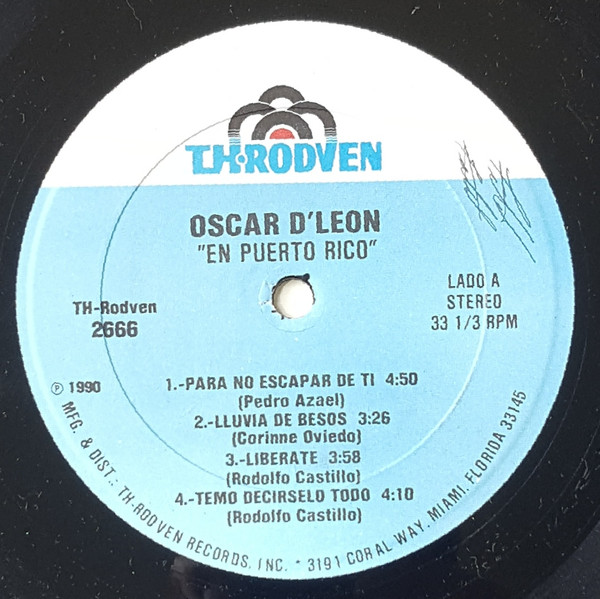 TH·RODVEN
OSCAR D'LEON
"EN PUERTO RICO"
TH-Rodven
2666
LADO A
STEREO
33 1/3 RPM
℗ 1990
1.-PARA NO ESCAPAR DE TI 4:50
(Pedro Azael)
2.-LLUVIA DE BESOS 3:26
(Corinne Oviedo)
3.-LIBERATE 3:58
(Rodolfo Castillo)
4.-TEMO DECIRSELO TODO 4:10
(Rodolfo Castillo)
MFG. & DIST.: TH-RODVEN RECORDS, INC. * 3191 CORAL WAY, MIAMI, FLORIDA 33145